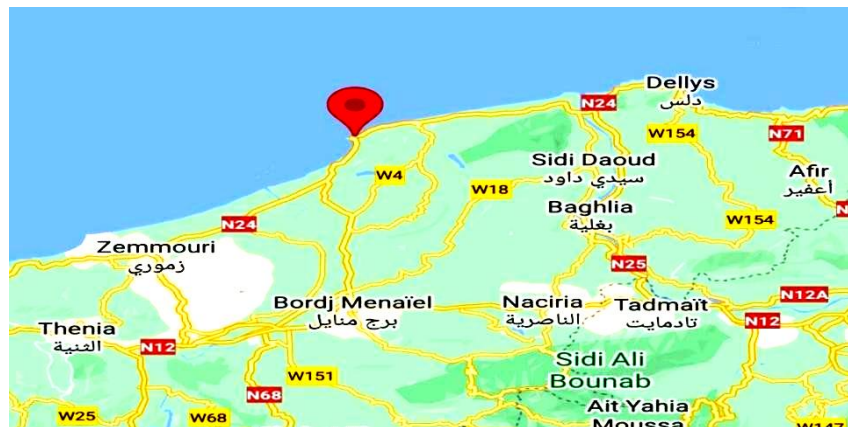 Dellys
دلس
N24
W154
N71
Sidi Daoud
سيدي داود
Afir
أعفير
W4
W18
Baghlia
بغلية
W154
N24
Zemmouri
زموري
N25
N12A
Bordj Menaïel
برج منايل
Naciria
الناصرية
Tadmaït
تادمايت
N12
Thenia
الثنية
N12
Sidi Ali
Bounab
W151
N68
Ait Yahia
Moussa
W25
W68